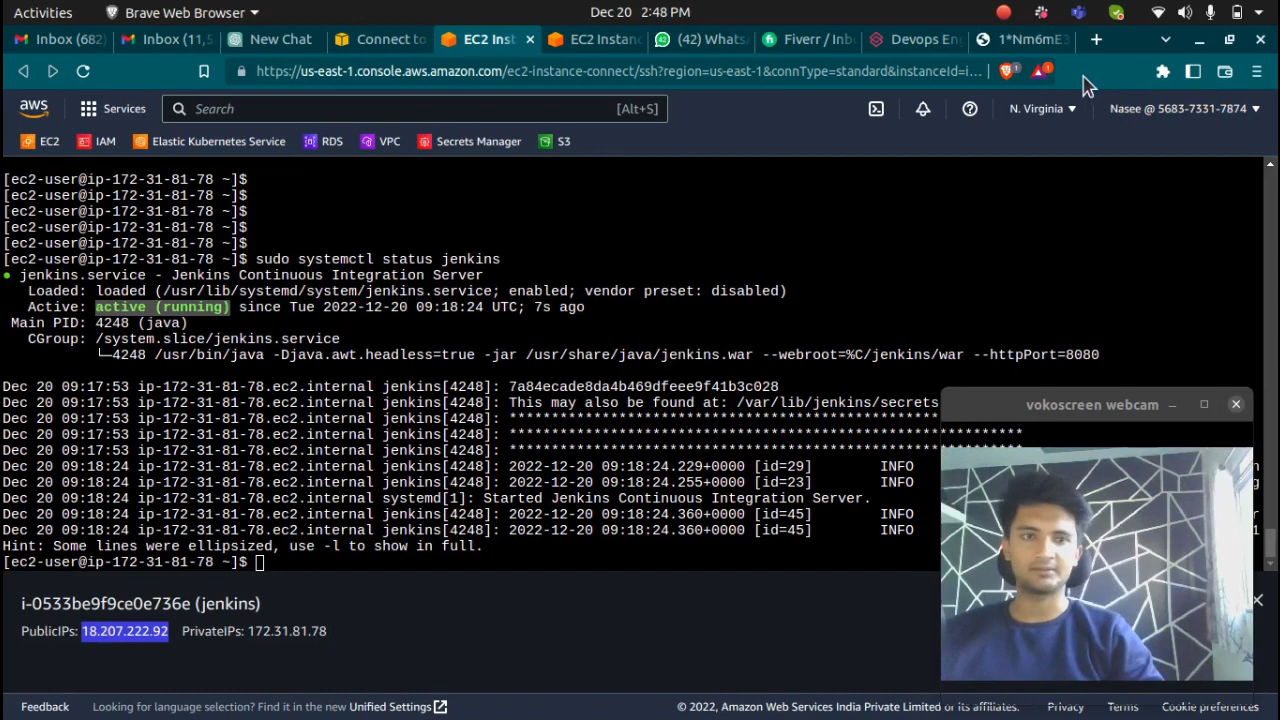 Activities
Brave Web Browser
Dec 20 2:48 PM
Inbox (682)
Inbox (11,5
New Chat
Connect to
EC2 Inst
EC2 Instanc
(42) Whats
Fiverr / Inb
Devops En
1*Nm6mE
https://us-east-1.console.aws.amazon.com/ec2-instance-connect/ssh?region=us-east-1&connType=standard&instanceId=i...
1
1
aws
Services
Search
[Alt+S]
N. Virginia
Nasee @ 5683-7331-7874
EC2
IAM
Elastic Kubernetes Service
RDS
VPC
Secrets Manager
S3
[ec2-user@ip-172-31-81-78 ~]$
[ec2-user@ip-172-31-81-78 ~]$
[ec2-user@ip-172-31-81-78 ~]$
[ec2-user@ip-172-31-81-78 ~]$
[ec2-user@ip-172-31-81-78 ~]$
[ec2-user@ip-172-31-81-78 ~]$ sudo systemctl status jenkins
● jenkins.service - Jenkins Continuous Integration Server
Loaded: loaded (/usr/lib/systemd/system/jenkins.service; enabled; vendor preset: disabled)
Active: active (running) since Tue 2022-12-20 09:18:24 UTC; 7s ago
Main PID: 4248 (java)
CGroup: /system.slice/jenkins.service
└─4248 /usr/bin/java -Djava.awt.headless=true -jar /usr/share/java/jenkins.war --webroot=%C/jenkins/war --httpPort=8080
Dec 20 09:17:53 ip-172-31-81-78.ec2.internal jenkins[4248]: 7a84ecade8da4b469dfeee9f41b3c028
Dec 20 09:17:53 ip-172-31-81-78.ec2.internal jenkins[4248]: This may also be found at: /var/lib/jenkins/secrets
Dec 20 09:17:53 ip-172-31-81-78.ec2.internal jenkins[4248]: *************************************************************
Dec 20 09:17:53 ip-172-31-81-78.ec2.internal jenkins[4248]: *************************************************************
Dec 20 09:17:53 ip-172-31-81-78.ec2.internal jenkins[4248]: *************************************************************
Dec 20 09:18:24 ip-172-31-81-78.ec2.internal jenkins[4248]: 2022-12-20 09:18:24.229+0000 [id=29] INFO
Dec 20 09:18:24 ip-172-31-81-78.ec2.internal jenkins[4248]: 2022-12-20 09:18:24.255+0000 [id=23] INFO
Dec 20 09:18:24 ip-172-31-81-78.ec2.internal systemd[1]: Started Jenkins Continuous Integration Server.
Dec 20 09:18:24 ip-172-31-81-78.ec2.internal jenkins[4248]: 2022-12-20 09:18:24.360+0000 [id=45] INFO
Dec 20 09:18:24 ip-172-31-81-78.ec2.internal jenkins[4248]: 2022-12-20 09:18:24.360+0000 [id=45] INFO
Hint: Some lines were ellipsized, use -l to show in full.
[ec2-user@ip-172-31-81-78 ~]$
vokoscreen webcam
i-0533be9f9ce0e736e (jenkins)
PublicIPs: 18.207.222.92 PrivateIPs: 172.31.81.78
Feedback
Looking for language selection? Find it in the new Unified Settings
© 2022, Amazon Web Services India Private Limited or its affiliates.
Privacy
Terms
Cookie preferences